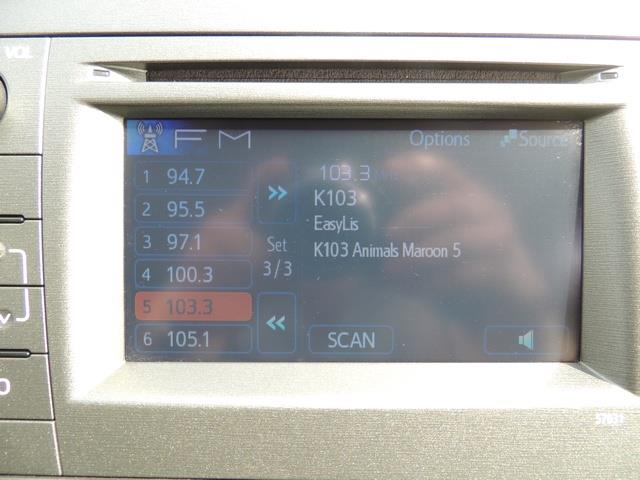 VOL
FM
Options
Source
1 94.7
2 95.5
3 97.1
4 100.3
5 103.3
6 105.1
Set
3/3
103.3
K103
EasyLis
K103 Animals Maroon 5
SCAN
57031